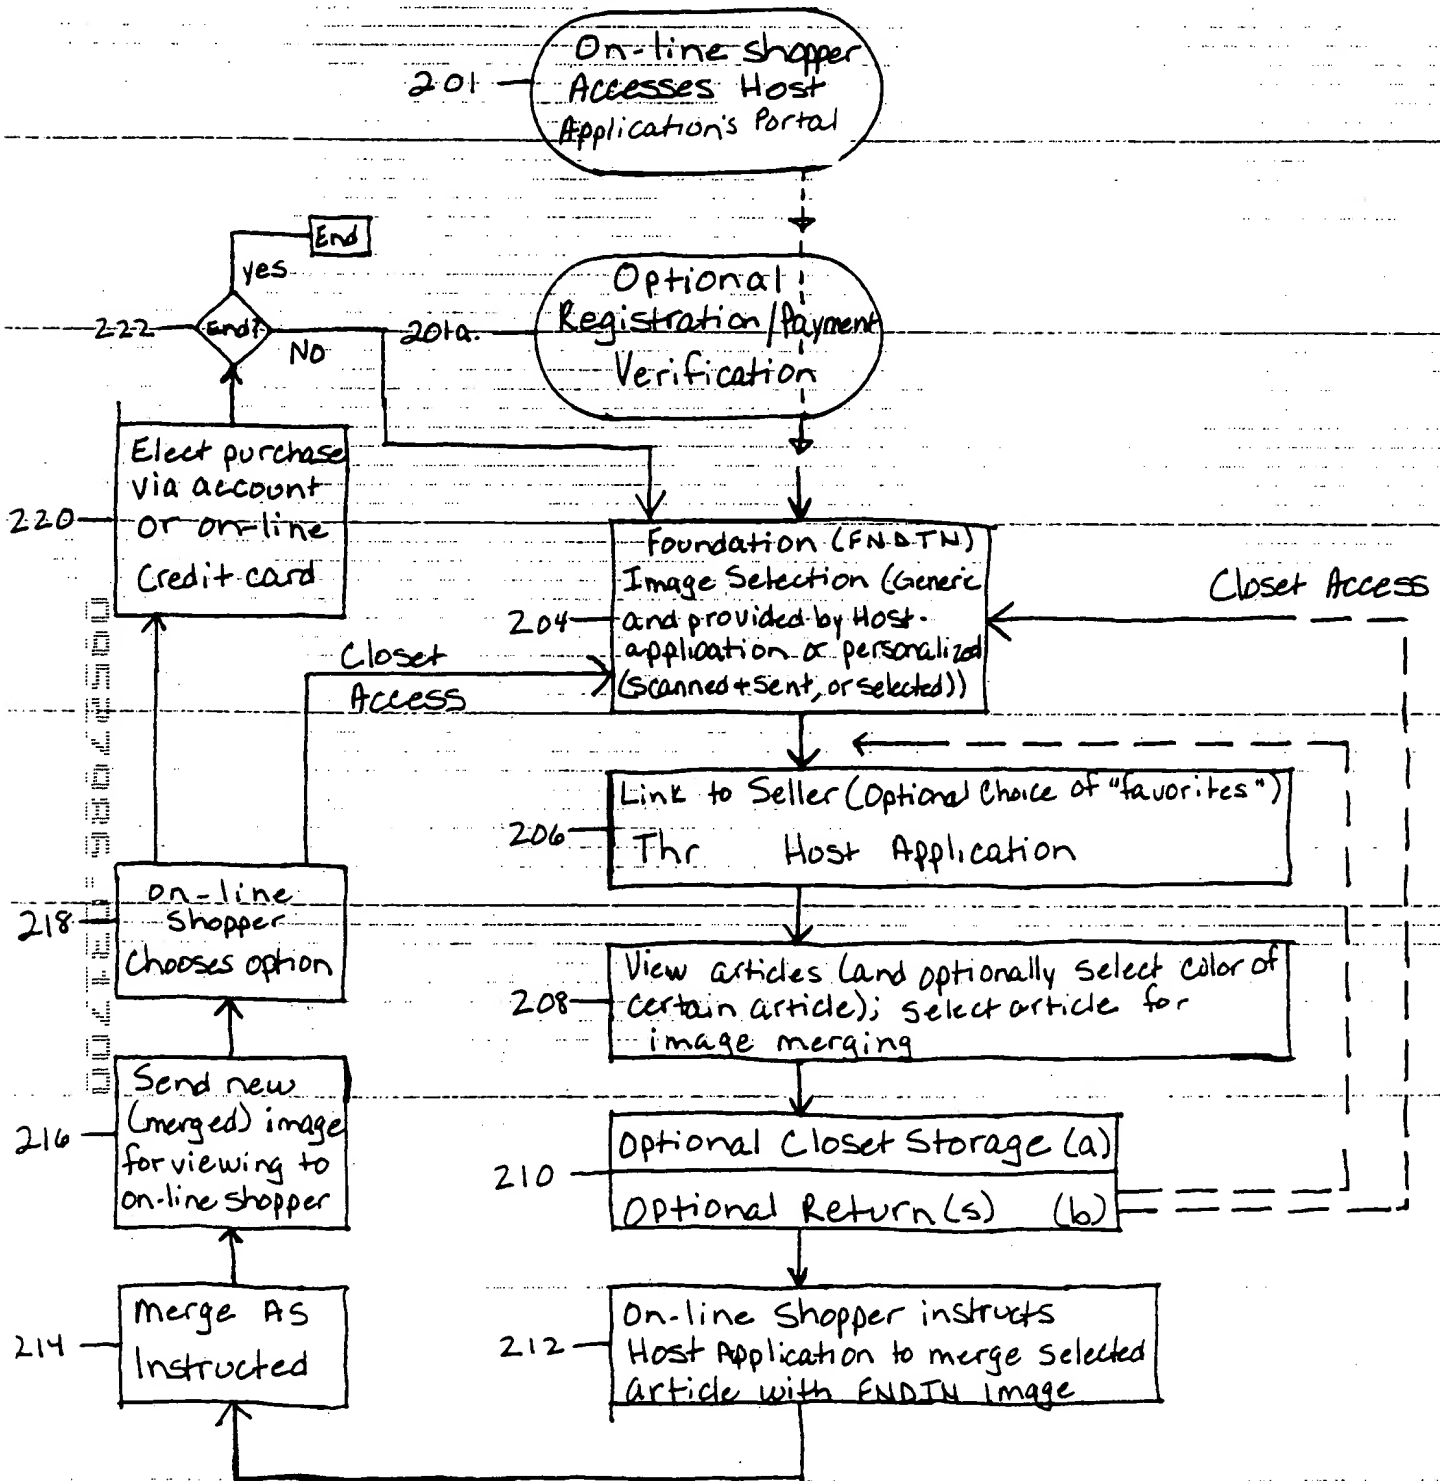 On-line shopper
Accesses Host
Application's Portal
201
End
yes
End?
No
222
201a.
Optional
Registration/Payment
Verification
Elect purchase
via account
or on-line
Credit card
220
Foundation (FNDTN)
Image Selection (Generic
and provided by Host
application or personalized
(scanned + sent, or selected))
204
Closet Access
Closet
Access
Link to Seller (Optional Choice of "favorites")
Thr Host Application
206
on-line
Shopper
Chooses option
218
View articles (and optionally select color of
certain article); select article for
image merging
208
Send new
(merged) image
for viewing to
on-line shopper
216
Optional Closet Storage (a)
Optional Return(s) (b)
210
Merge As
Instructed
214
On-line Shopper instructs
Host Application to merge selected
article with FNDTN Image
212